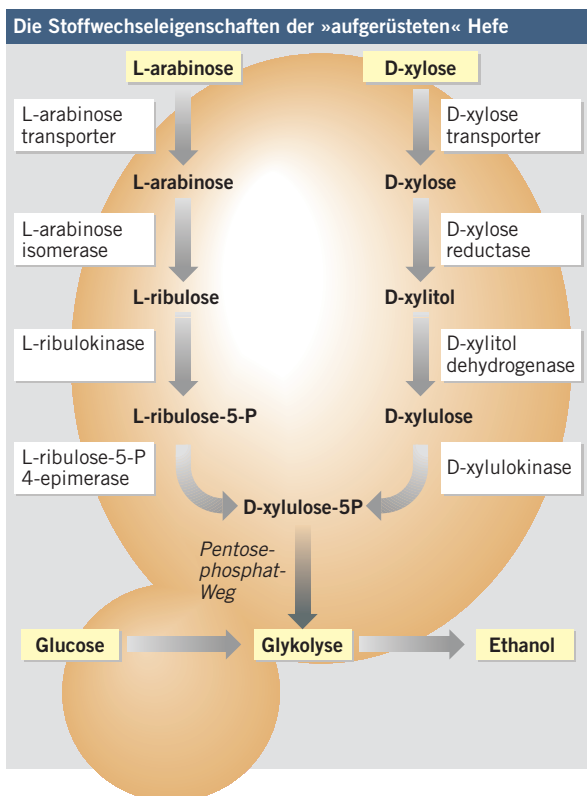 Die Stoffwechseleigenschaften der »aufgerüsteten« Hefe
L-arabinose
D-xylose
L-arabinose
transporter
D-xylose
transporter
L-arabinose
D-xylose
L-arabinose
isomerase
D-xylose
reductase
L-ribulose
D-xylitol
L-ribulokinase
D-xylitol
dehydrogenase
L-ribulose-5-P
D-xylulose
L-ribulose-5-P
4-epimerase
D-xylulokinase
D-xylulose-5P
Pentose-
phosphat-
Weg
Glucose
Glykolyse
Ethanol